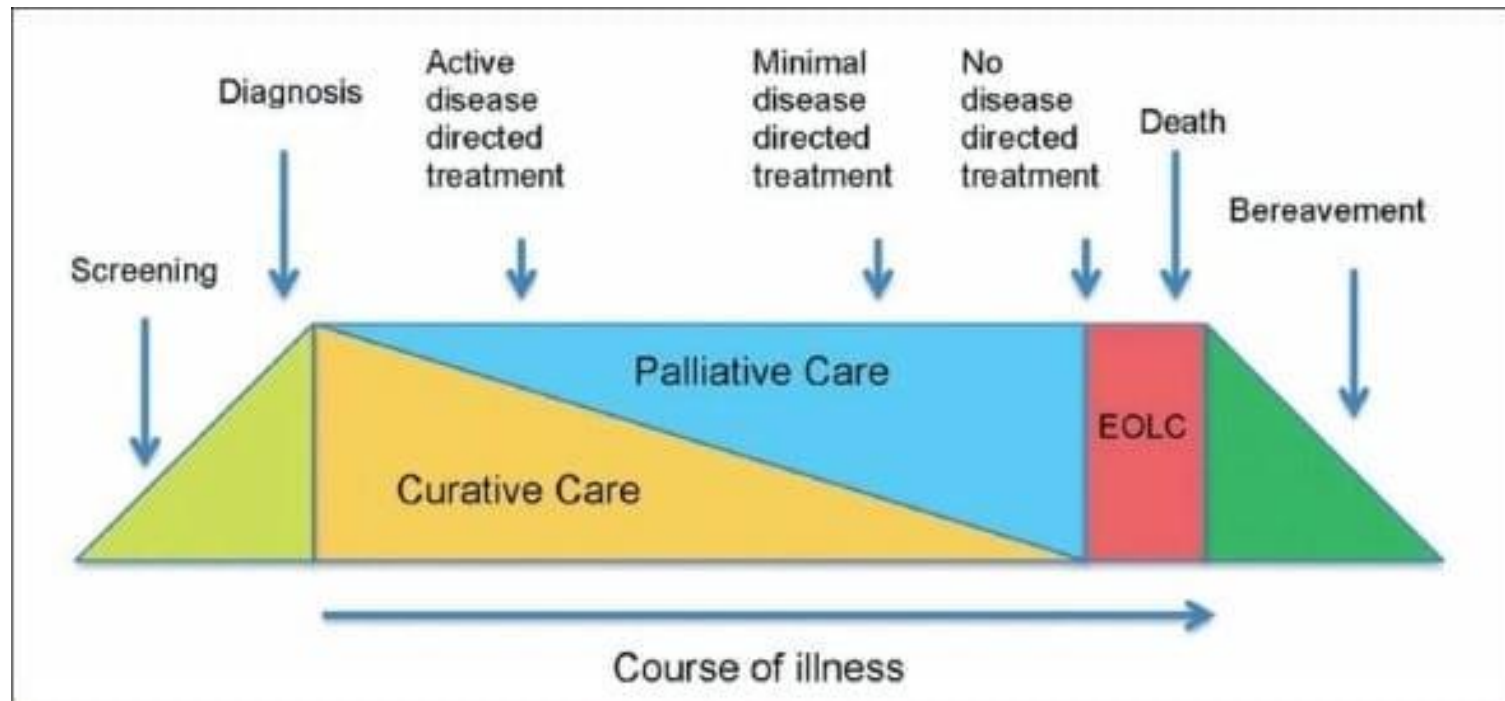 Screening
Diagnosis
Active
disease
directed
treatment
Minimal
disease
directed
treatment
No
disease
directed
treatment
Death
Bereavement
Palliative Care
Curative Care
EOLC
Course of illness